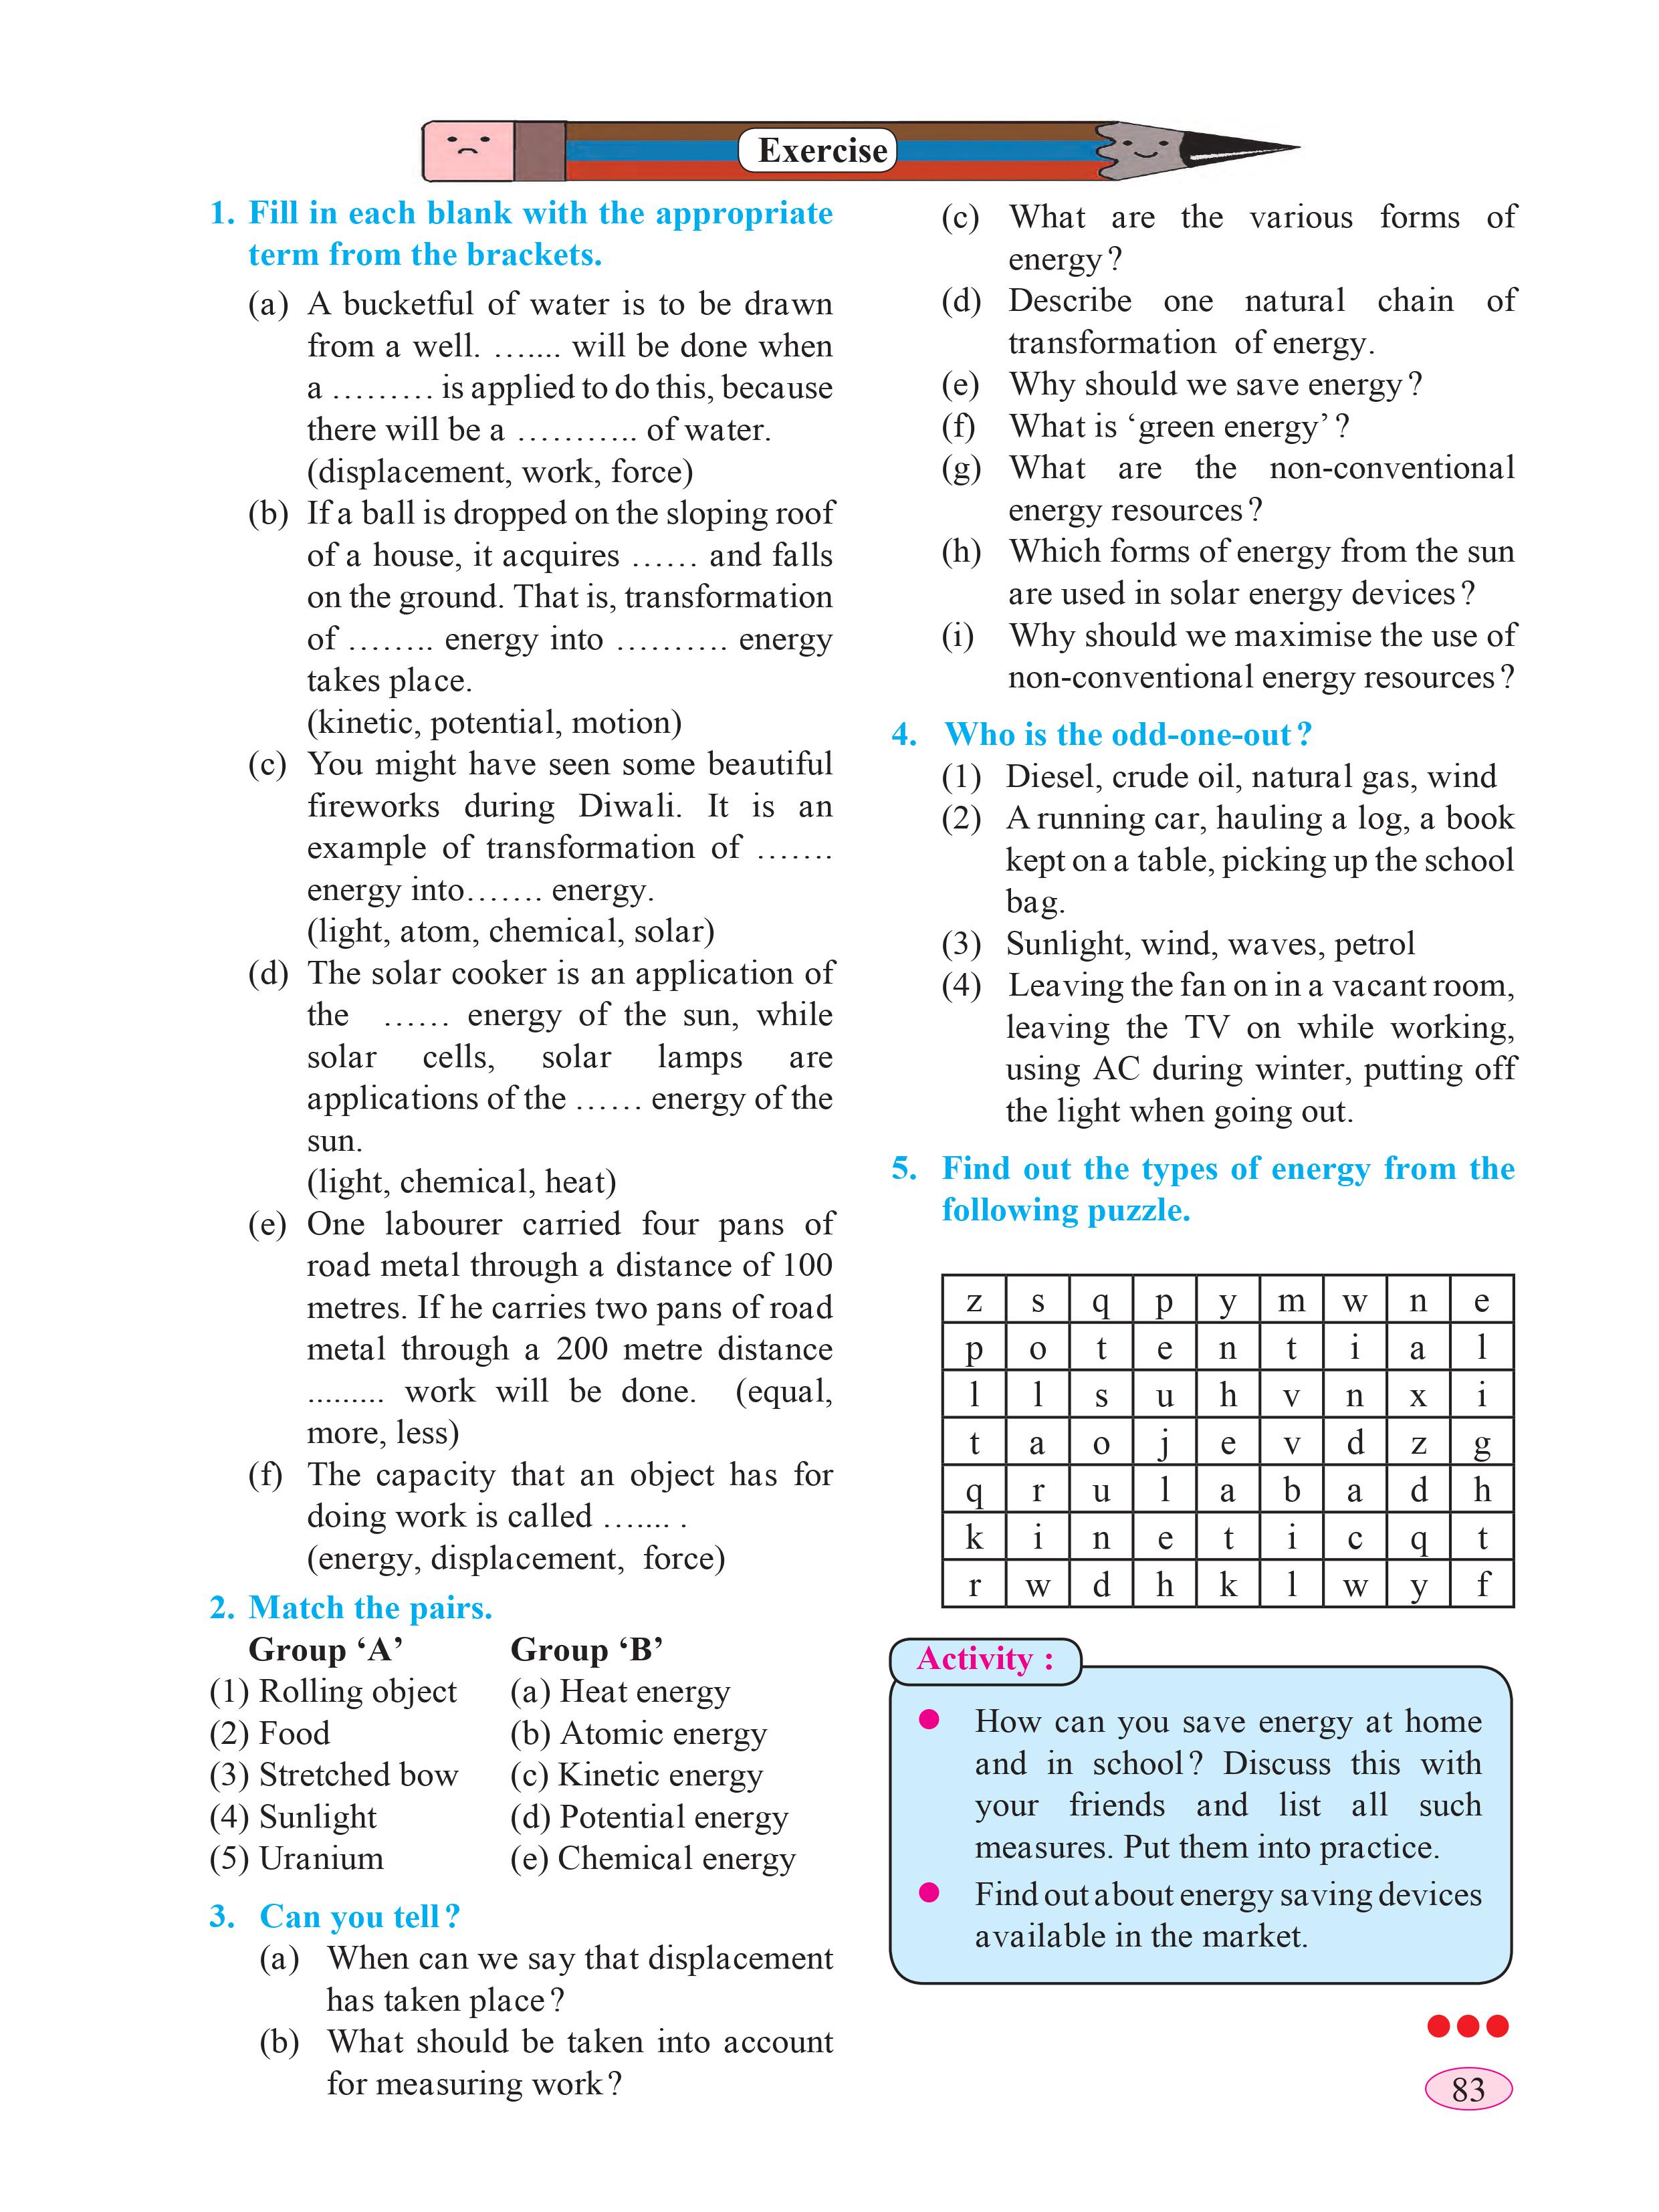 Exercise
1. Fill in each blank with the appropriate
term from the brackets.
(a) A bucketful of water is to be drawn
from a well. ….... will be done when
a ……… is applied to do this, because
there will be a ……….. of water.
(displacement, work, force)
(b) If a ball is dropped on the sloping roof
of a house, it acquires …… and falls
on the ground. That is, transformation
of …….. energy into ………. energy
takes place.
(kinetic, potential, motion)
(c) You might have seen some beautiful
fireworks during Diwali. It is an
example of transformation of …….
energy into……. energy.
(light, atom, chemical, solar)
(d) The solar cooker is an application of
the …… energy of the sun, while
solar cells, solar lamps are
applications of the …… energy of the
sun.
(light, chemical, heat)
(e) One labourer carried four pans of
road metal through a distance of 100
metres. If he carries two pans of road
metal through a 200 metre distance
......... work will be done. (equal,
more, less)
(f) The capacity that an object has for
doing work is called ….... .
(energy, displacement, force)
2. Match the pairs.
Group ‘A’ Group ‘B’
(1) Rolling object (a) Heat energy
(2) Food (b) Atomic energy
(3) Stretched bow (c) Kinetic energy
(4) Sunlight (d) Potential energy
(5) Uranium (e) Chemical energy
3. Can you tell?
(a) When can we say that displacement
has taken place?
(b) What should be taken into account
for measuring work?
(c) What are the various forms of
energy?
(d) Describe one natural chain of
transformation of energy.
(e) Why should we save energy?
(f) What is ‘green energy’?
(g) What are the non-conventional
energy resources?
(h) Which forms of energy from the sun
are used in solar energy devices?
(i) Why should we maximise the use of
non-conventional energy resources?
4. Who is the odd-one-out?
(1) Diesel, crude oil, natural gas, wind
(2) A running car, hauling a log, a book
kept on a table, picking up the school
bag.
(3) Sunlight, wind, waves, petrol
(4) Leaving the fan on in a vacant room,
leaving the TV on while working,
using AC during winter, putting off
the light when going out.
5. Find out the types of energy from the
following puzzle.
z s q p y m w n e
p o t e n t i a l
l l s u h v n x i
t a o j e v d z g
q r u l a b a d h
k i n e t i c q t
r w d h k l w y f
Activity :
● How can you save energy at home
and in school? Discuss this with
your friends and list all such
measures. Put them into practice.
● Find out about energy saving devices
available in the market.
83